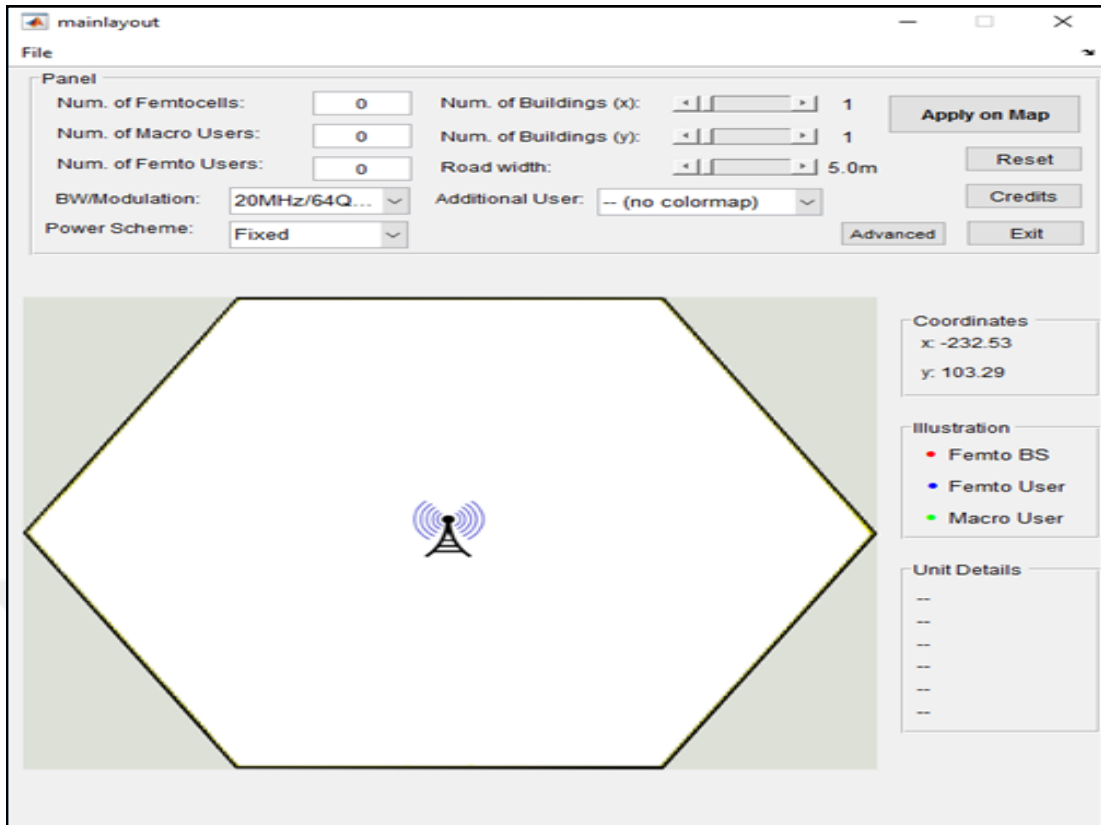 mainlayout
File
Panel
Num. of Femtocells: 0 Num. of Buildings (x): 1 Apply on Map
Num. of Macro Users: 0 Num. of Buildings (y): 1
Num. of Femto Users: 0 Road width: 5.0m Reset
BW/Modulation: 20MHz/64Q... Additional User: -- (no colormap) Credits
Power Scheme: Fixed Advanced Exit
Coordinates
x: -232.53
y: 103.29
Illustration
Femto BS
Femto User
Macro User
Unit Details
--
--
--
--
--
--